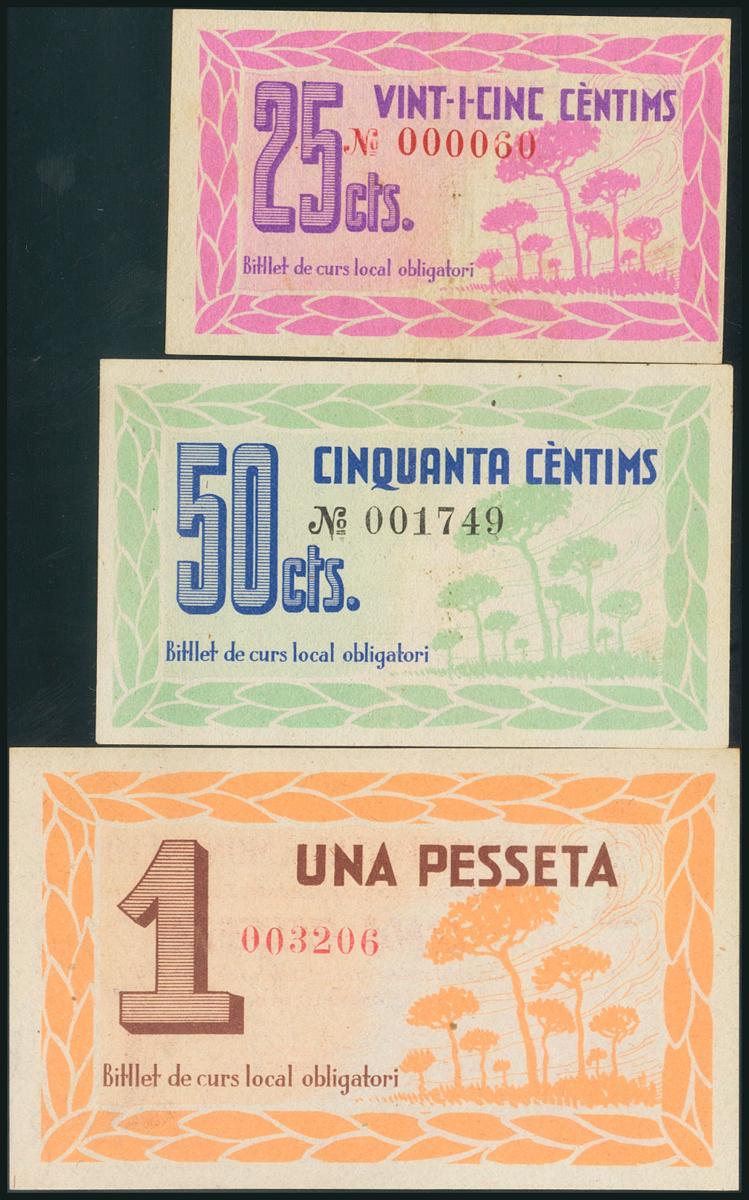 25 cts.
VINT-I-CINC CÈNTIMS
Nº 000060
Bitllet de curs local obligatori
50 cts.
CINQUANTA CÈNTIMS
Nº 001749
Bitllet de curs local obligatori
1
UNA PESSETA
003206
Bitllet de curs local obligatori